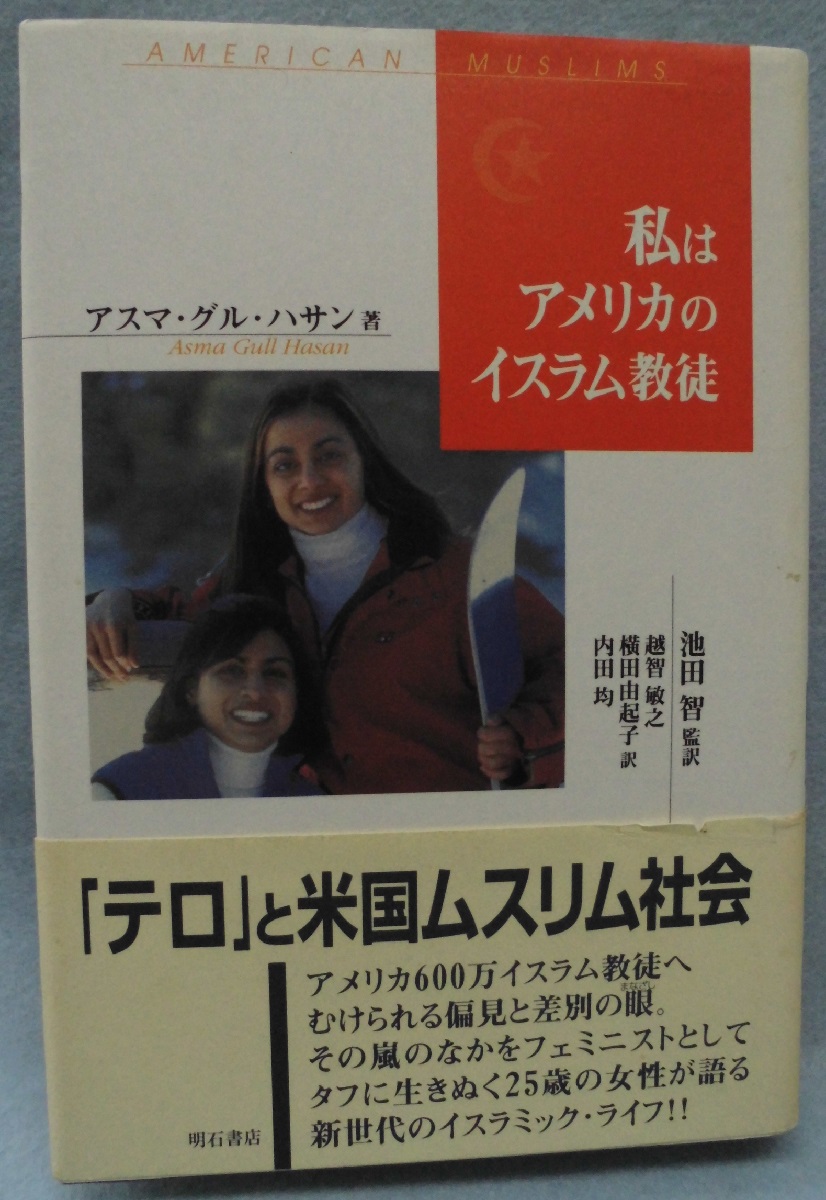 AMERICAN MUSLIMS
私は
アメリカの
イスラム教徒
アスマ・グル・ハサン 著
Asma Gull Hasan
池田 智 監訳
越智 敏之
横田由起子 訳
内田 均
「テロ」と米国ムスリム社会
アメリカ600万イスラム教徒へ
まなざし
むけられる偏見と差別の眼。
その嵐のなかをフェミニストとして
タフに生きぬく25歳の女性が語る
新世代のイスラミック・ライフ!!
明石書店